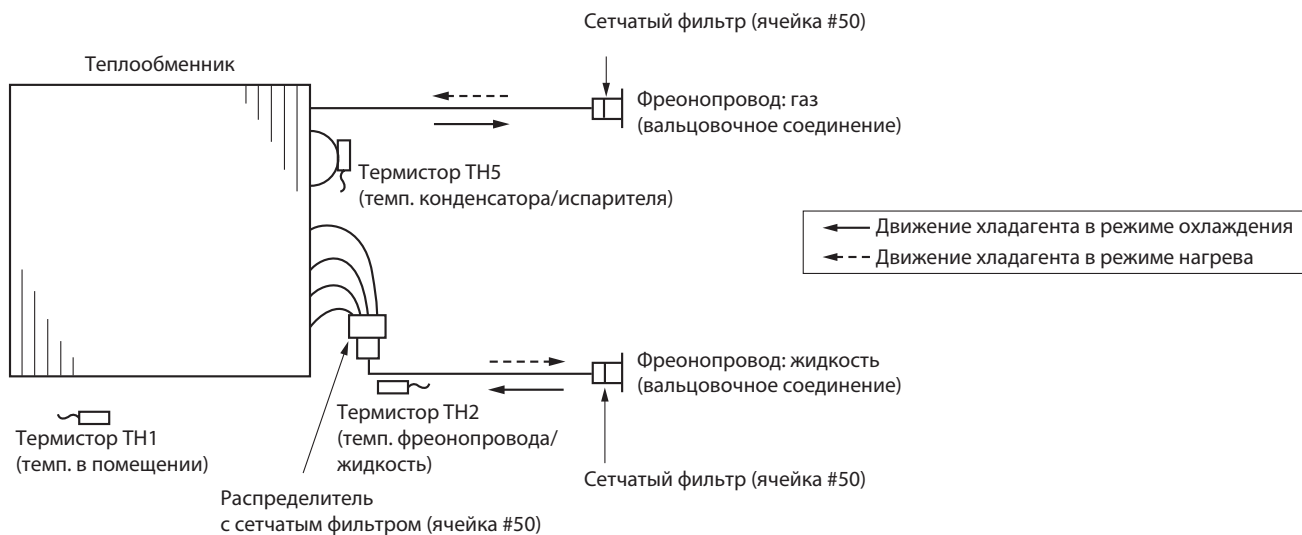 Сетчатый фильтр (ячейка #50)
Теплообменник
Фреонопровод: газ
(вальцовочное соединение)
Термистор TH5
(темп. конденсатора/испарителя)
Движение хладагента в режиме охлаждения
Движение хладагента в режиме нагрева
Фреонопровод: жидкость
(вальцовочное соединение)
Термистор TH1
(темп. в помещении)
Термистор TH2
(темп. фреонопровода/
жидкость)
Сетчатый фильтр (ячейка #50)
Распределитель
с сетчатым фильтром (ячейка #50)